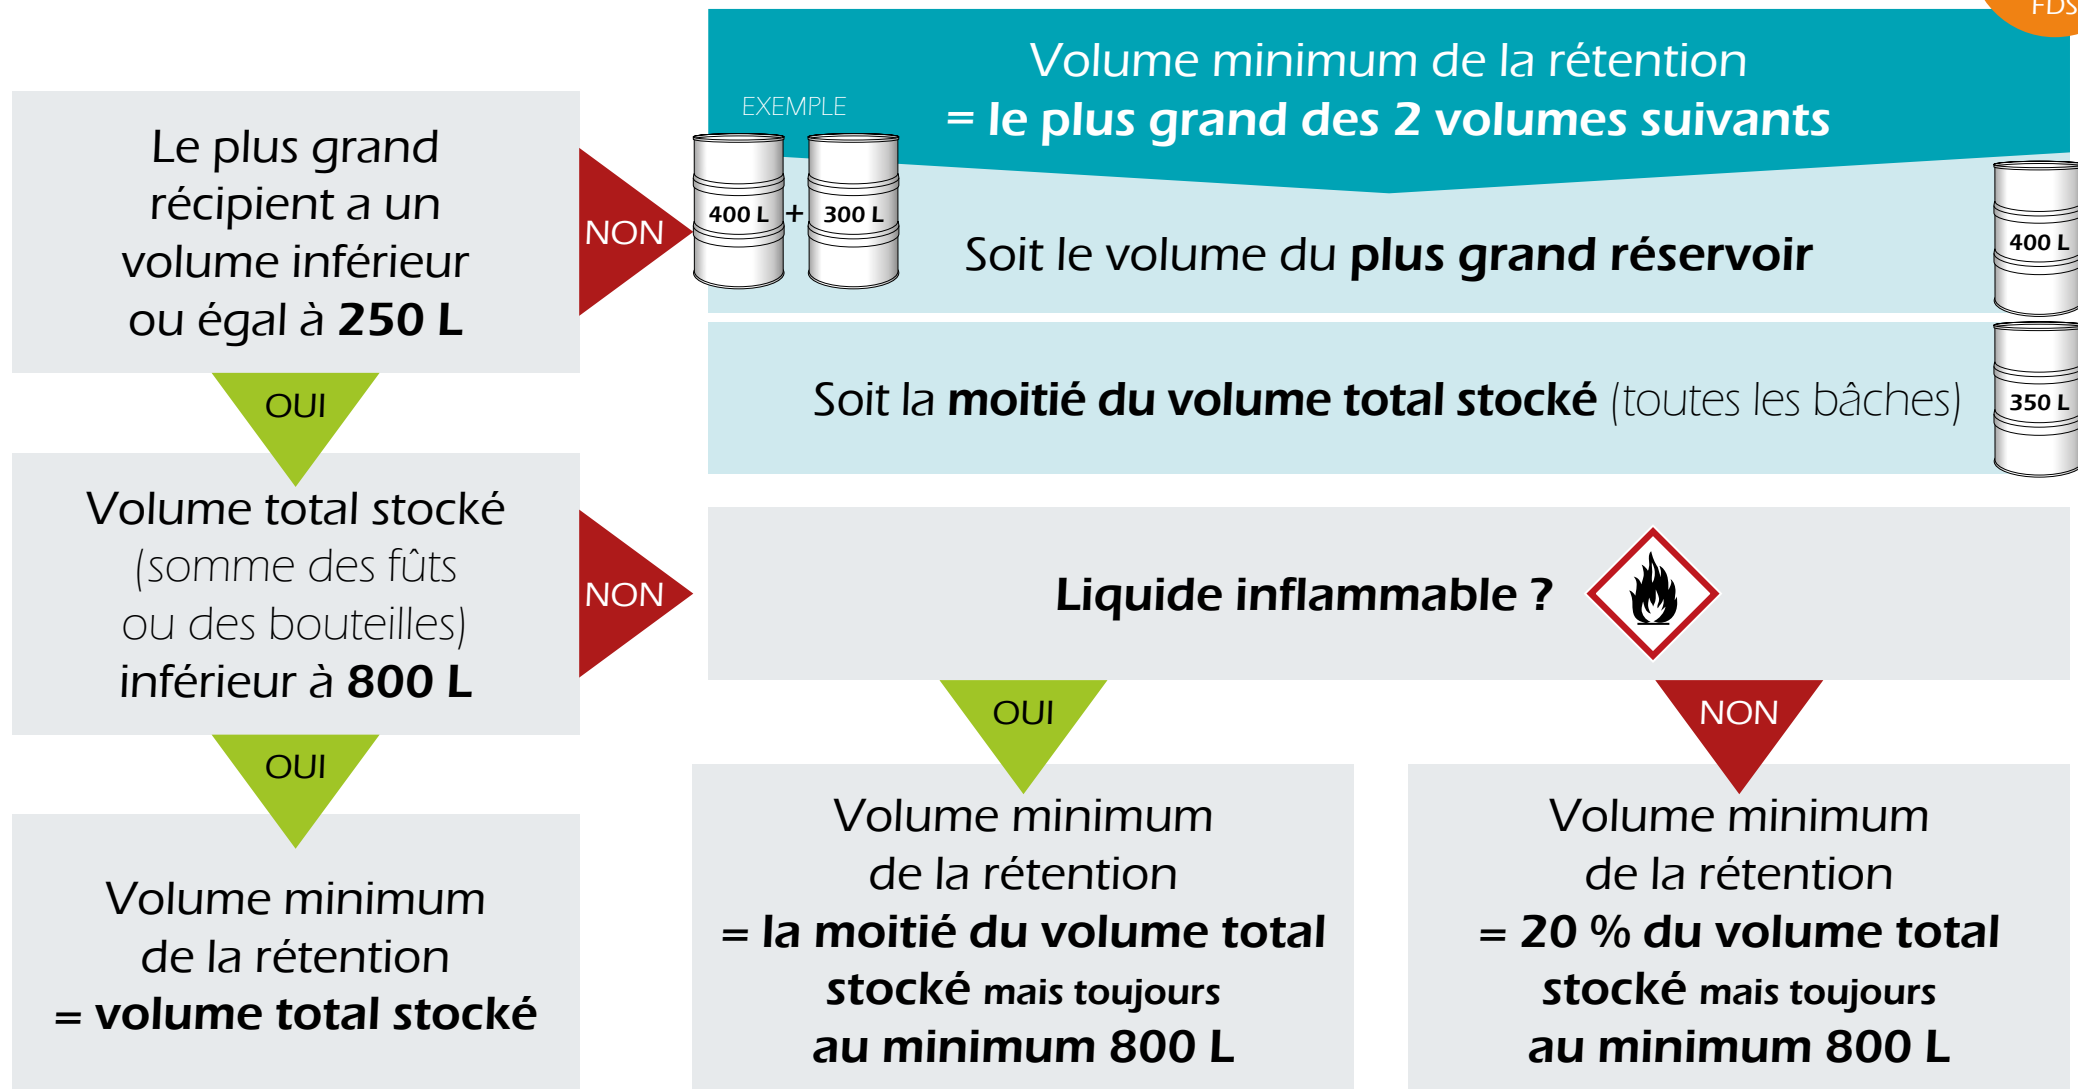 FDS
Volume minimum de la rétention
= le plus grand des 2 volumes suivants
EXEMPLE
400 L + 300 L
Le plus grand
récipient a un
volume inférieur
ou égal à 250 L
NON
Soit le volume du plus grand réservoir
400 L
Soit la moitié du volume total stocké (toutes les bâches)
350 L
OUI
Volume total stocké
(somme des fûts
ou des bouteilles)
inférieur à 800 L
NON
Liquide inflammable ?
OUI
NON
OUI
Volume minimum
de la rétention
= volume total stocké
Volume minimum
de la rétention
= la moitié du volume total
stocké mais toujours
au minimum 800 L
Volume minimum
de la rétention
= 20 % du volume total
stocké mais toujours
au minimum 800 L